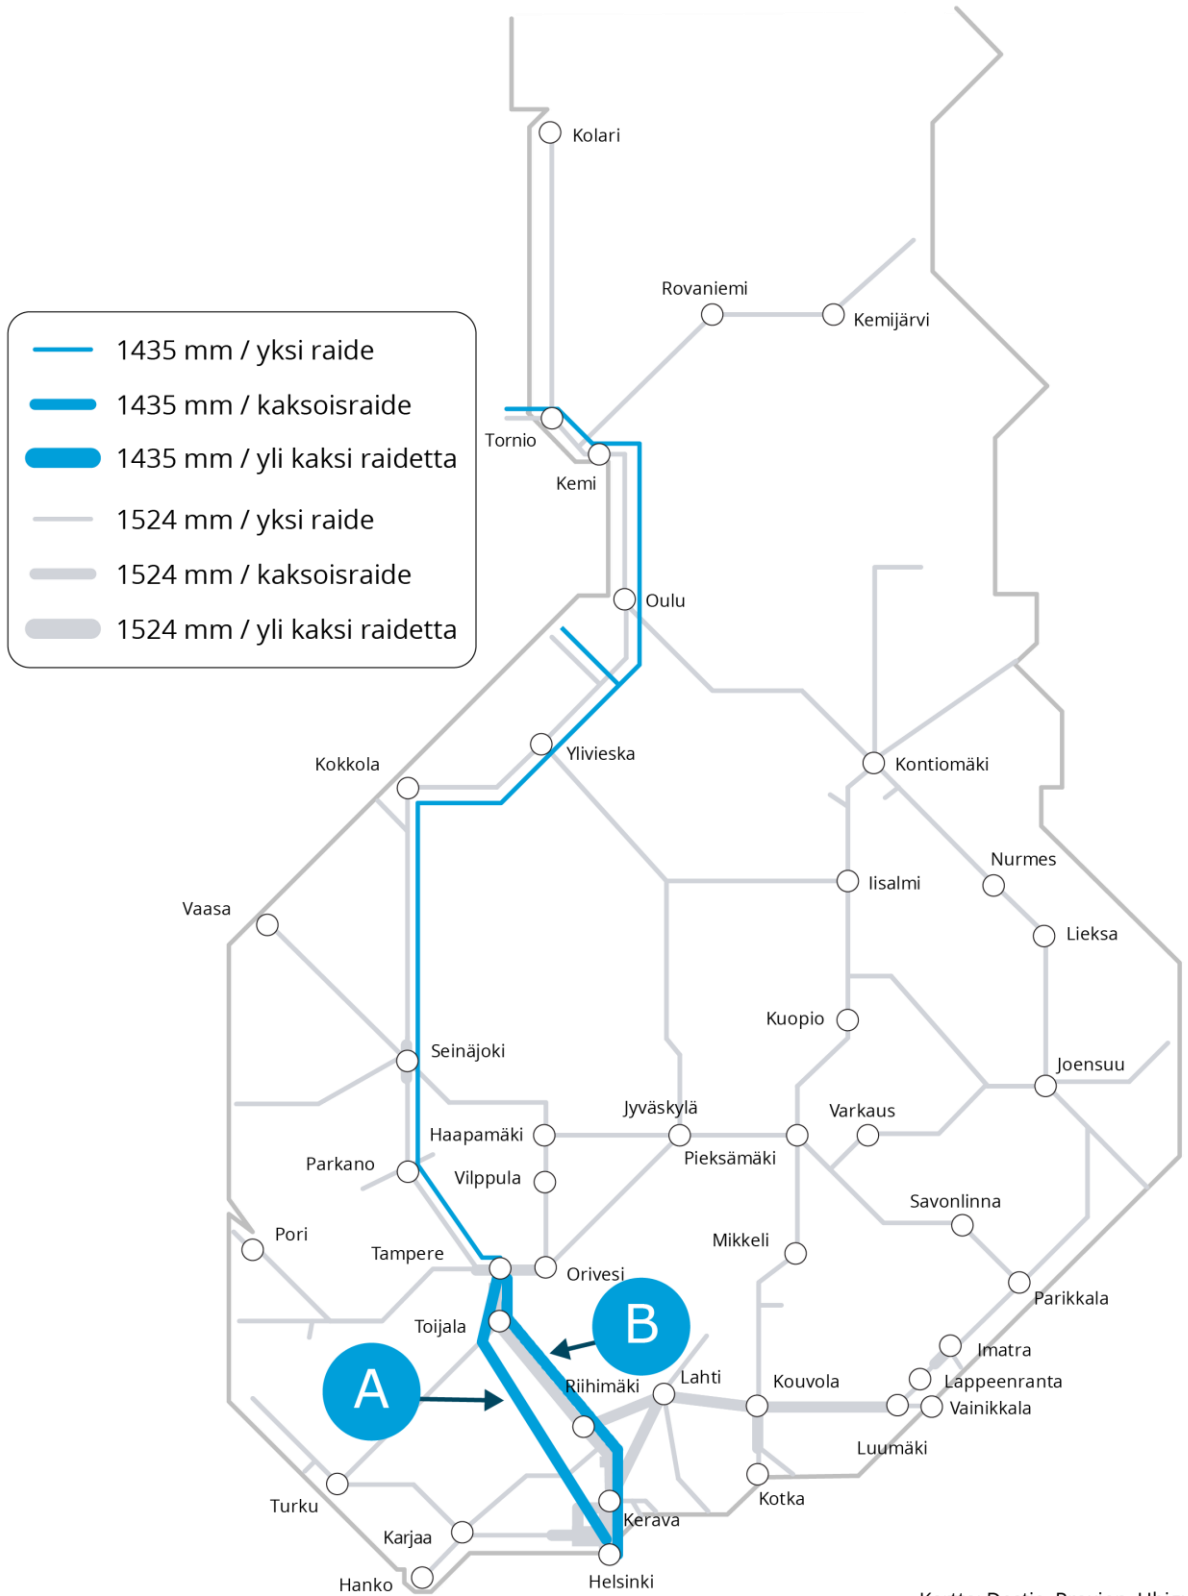 Kolari
Rovaniemi
Kemijärvi
1435 mm / yksi raide
1435 mm / kaksoisraide
1435 mm / yli kaksi raidetta
1524 mm / yksi raide
1524 mm / kaksoisraide
1524 mm / yli kaksi raidetta
Tornio
Kemi
Oulu
Ylivieska
Kokkola
Kontiomäki
Nurmes
Iisalmi
Vaasa
Lieksa
Kuopio
Seinäjoki
Joensuu
Jyväskylä
Varkaus
Haapamäki
Pieksämäki
Parkano
Vilppula
Savonlinna
Pori
Mikkeli
Tampere
Orivesi
Parikkala
Toijala
B
Imatra
A
Riihimäki
Lahti
Kouvola
Lappeenranta
Vainikkala
Luumäki
Turku
Kotka
Kerava
Karjaa
Helsinki
Hanko